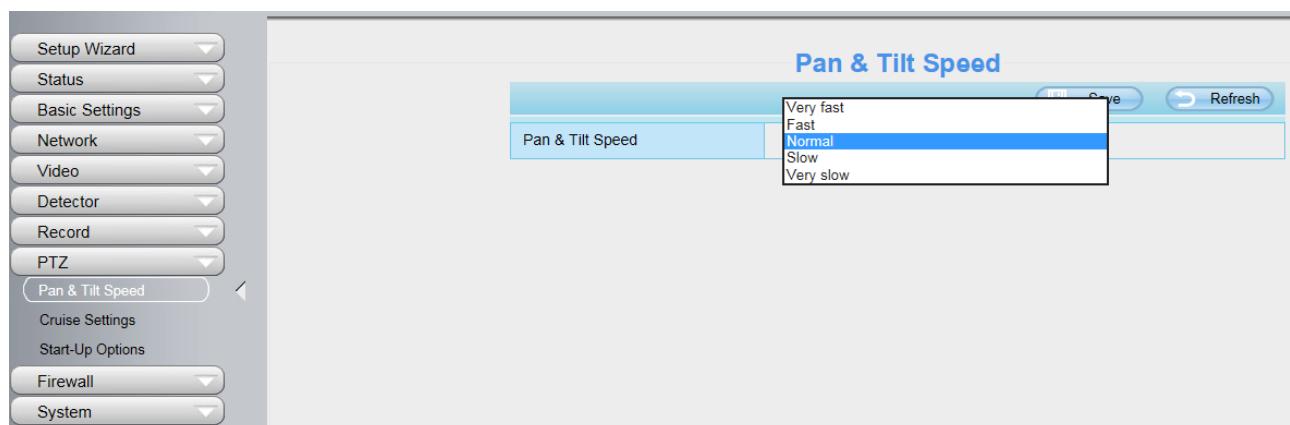 Setup Wizard
Status
Basic Settings
Network
Video
Detector
Record
PTZ
Pan & Tilt Speed
Cruise Settings
Start-Up Options
Firewall
System
Pan & Tilt Speed
Save
Refresh
Pan & Tilt Speed
Very fast
Fast
Normal
Slow
Very slow